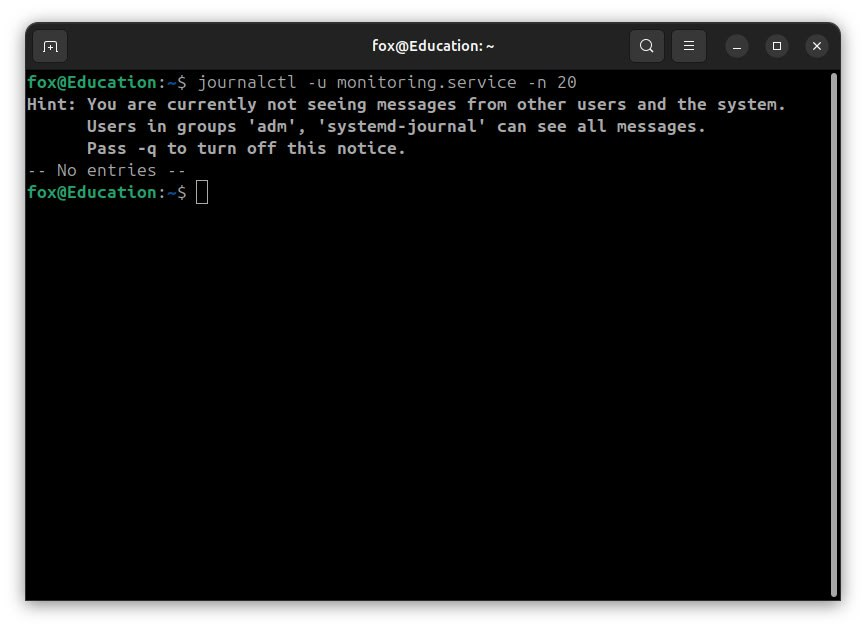 fox@Education: ~
fox@Education:~$ journalctl -u monitoring.service -n 20
Hint: You are currently not seeing messages from other users and the system.
      Users in groups 'adm', 'systemd-journal' can see all messages.
      Pass -q to turn off this notice.
-- No entries --
fox@Education:~$